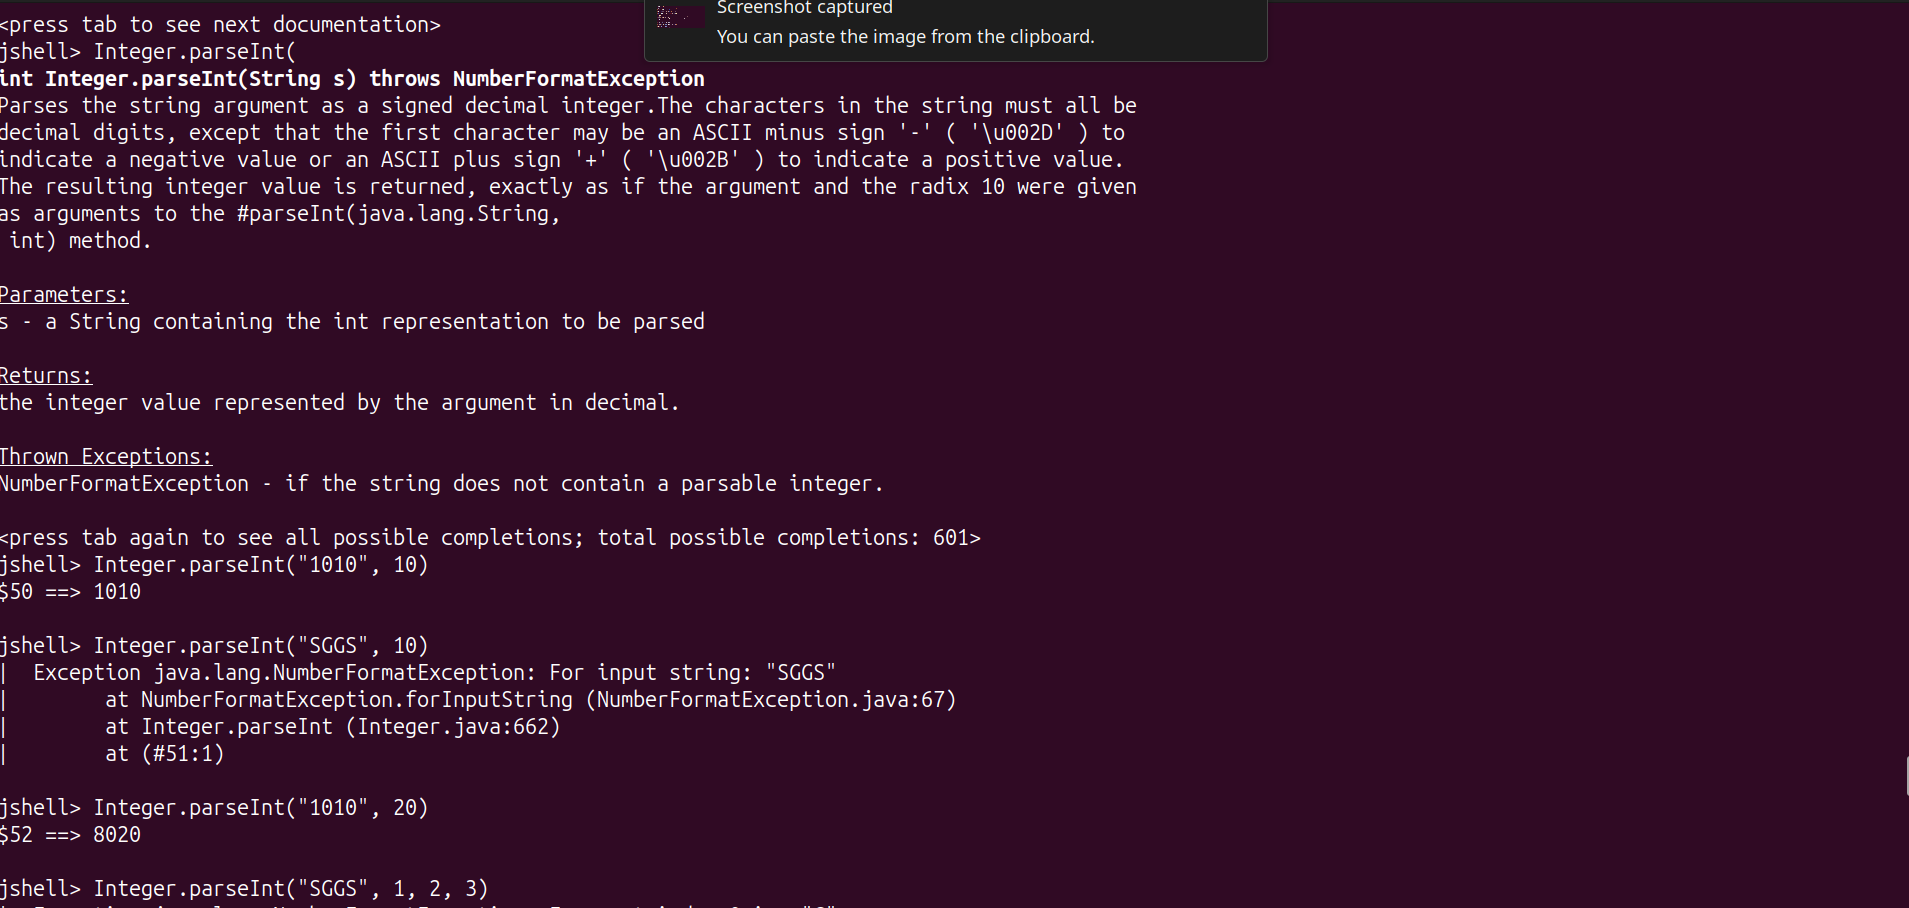 <press tab to see next documentation>
Screenshot captured
You can paste the image from the clipboard.
jshell> Integer.parseInt(
int Integer.parseInt(String s) throws NumberFormatException
Parses the string argument as a signed decimal integer.The characters in the string must all be
decimal digits, except that the first character may be an ASCII minus sign '-' ( '\u002D' ) to
indicate a negative value or an ASCII plus sign '+' ( '\u002B' ) to indicate a positive value.
The resulting integer value is returned, exactly as if the argument and the radix 10 were given
as arguments to the #parseInt(java.lang.String,
 int) method.

Parameters:
s - a String containing the int representation to be parsed

Returns:
the integer value represented by the argument in decimal.

Thrown Exceptions:
NumberFormatException - if the string does not contain a parsable integer.

<press tab again to see all possible completions; total possible completions: 601>
jshell> Integer.parseInt("1010", 10)
$50 ==> 1010

jshell> Integer.parseInt("SGGS", 10)
|  Exception java.lang.NumberFormatException: For input string: "SGGS"
|        at NumberFormatException.forInputString (NumberFormatException.java:67)
|        at Integer.parseInt (Integer.java:662)
|        at (#51:1)

jshell> Integer.parseInt("1010", 20)
$52 ==> 8020

jshell> Integer.parseInt("SGGS", 1, 2, 3)